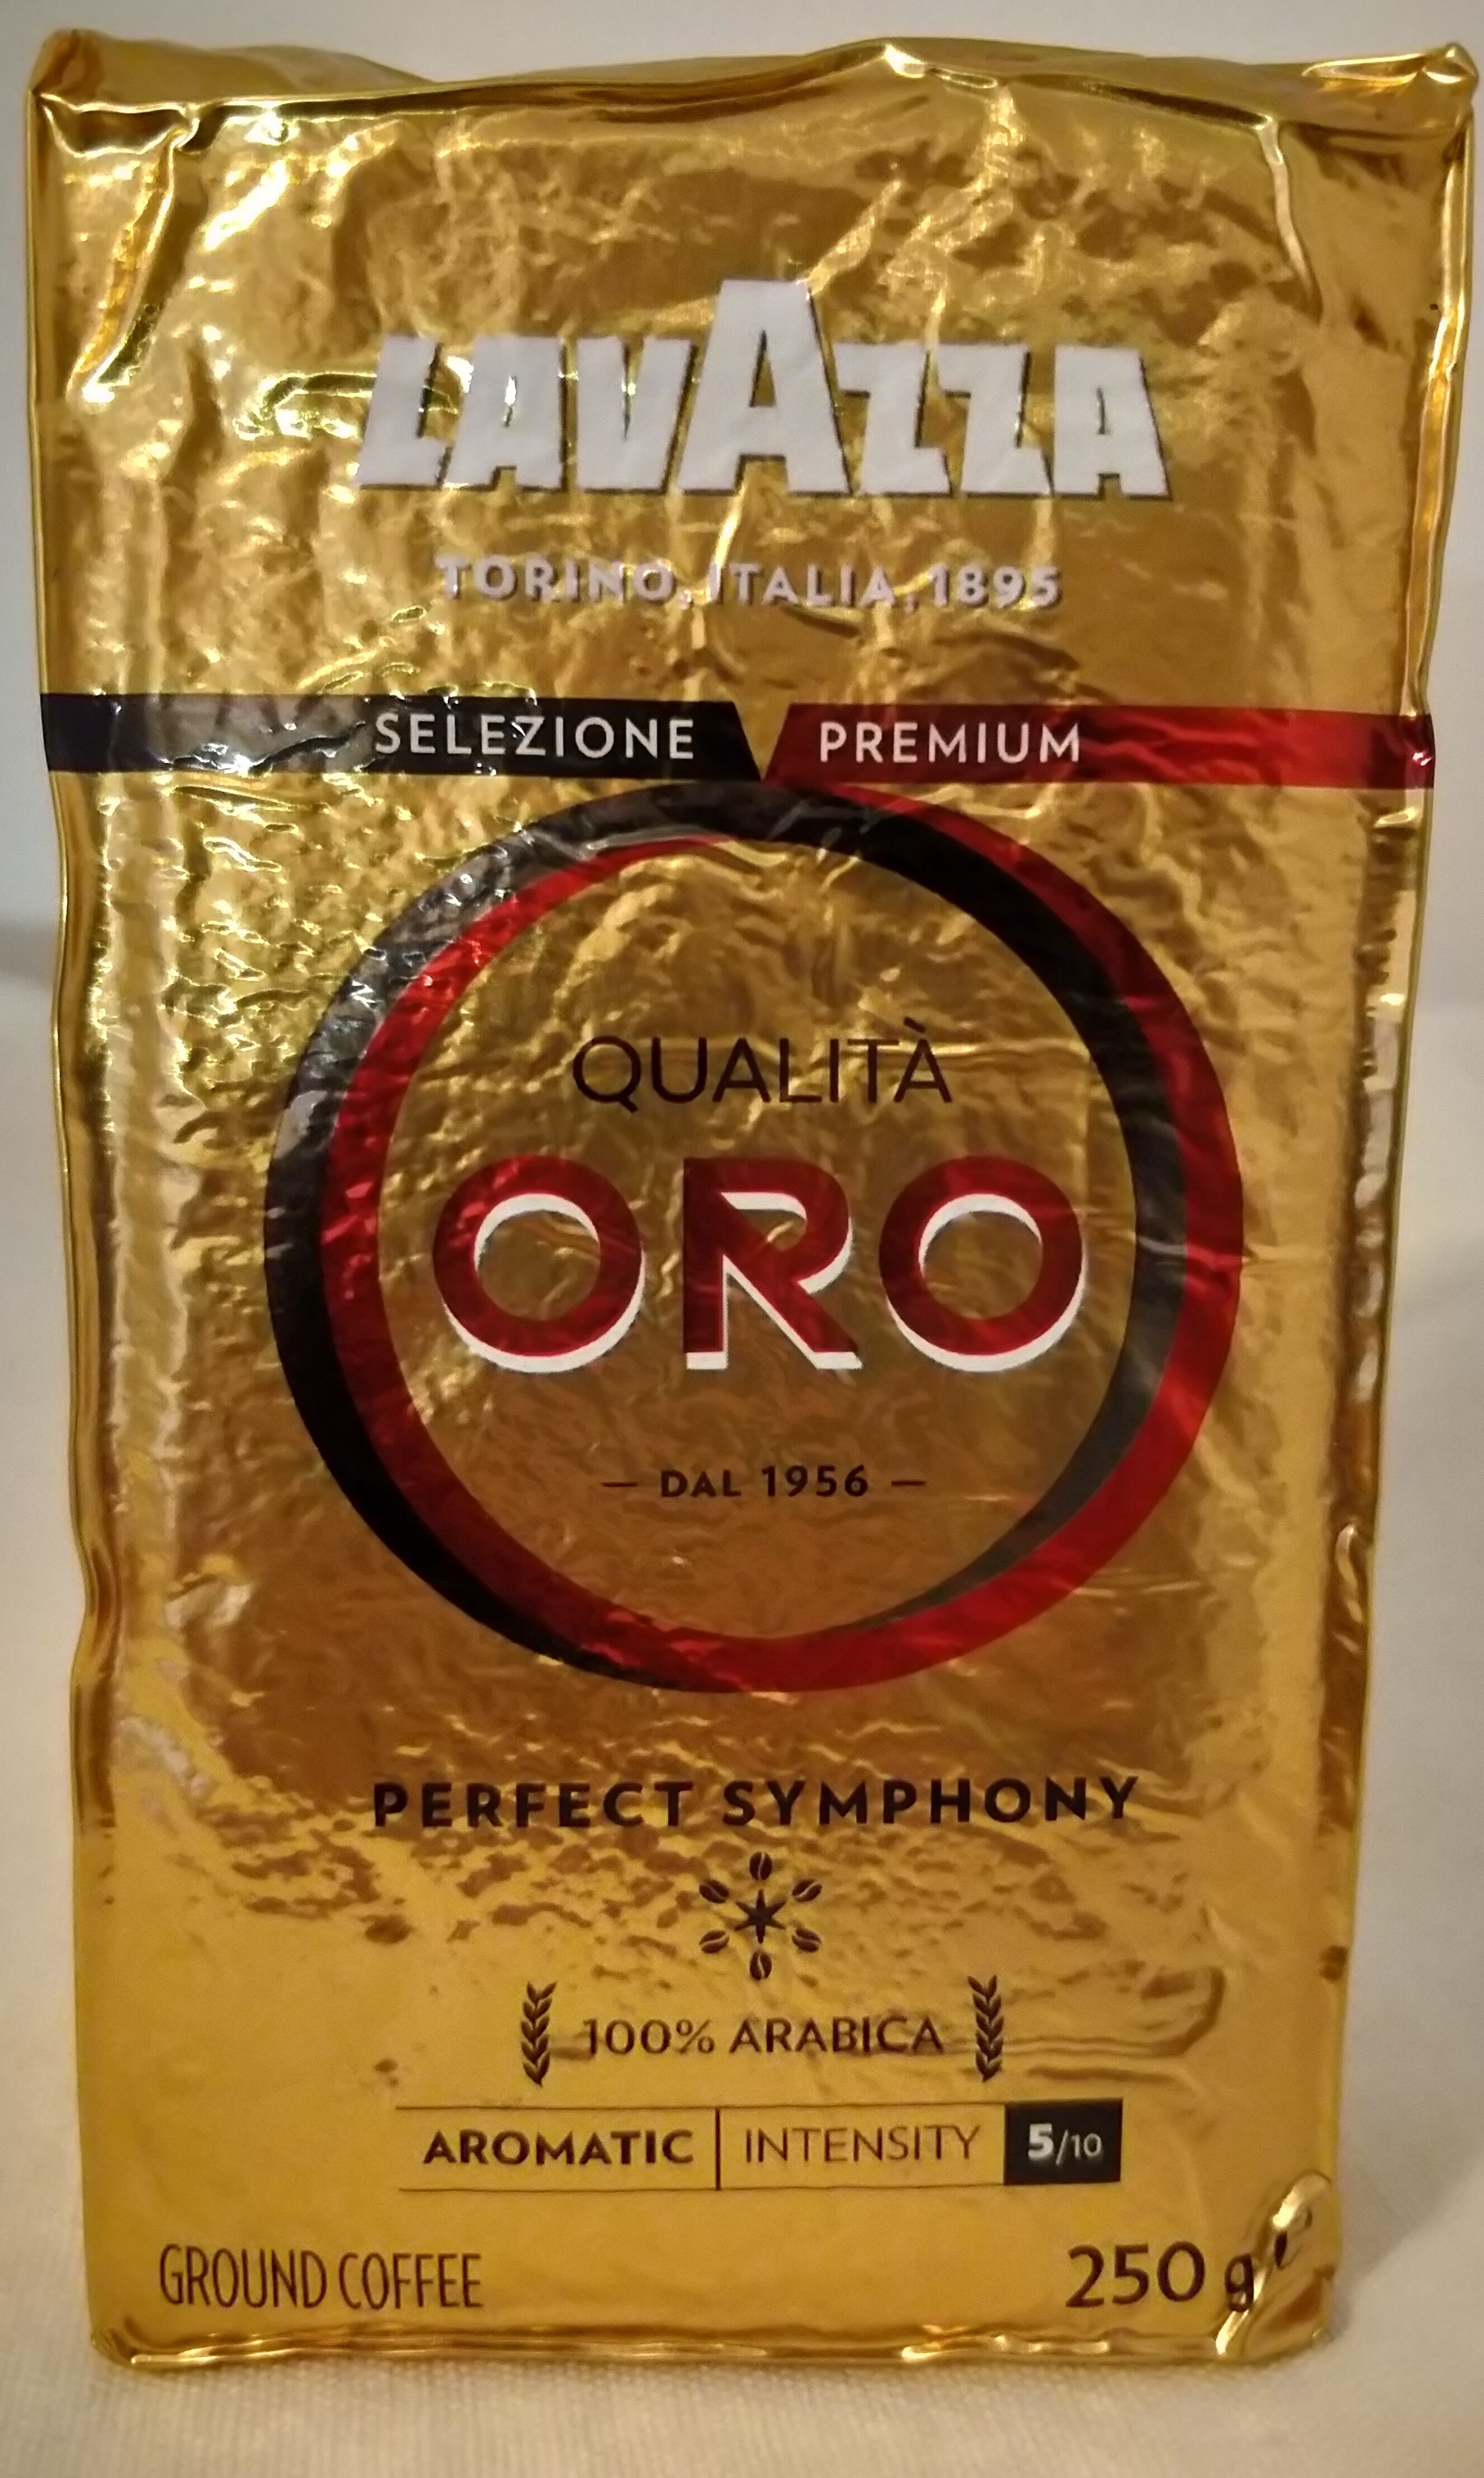 LAVAZZA
TORINO, ITALIA, 1895
SELEZIONE PREMIUM
QUALITÀ
ORO
— DAL 1956 —
PERFECT SYMPHONY
100% ARABICA
AROMATIC INTENSITY 5/10
GROUND COFFEE 250 g e